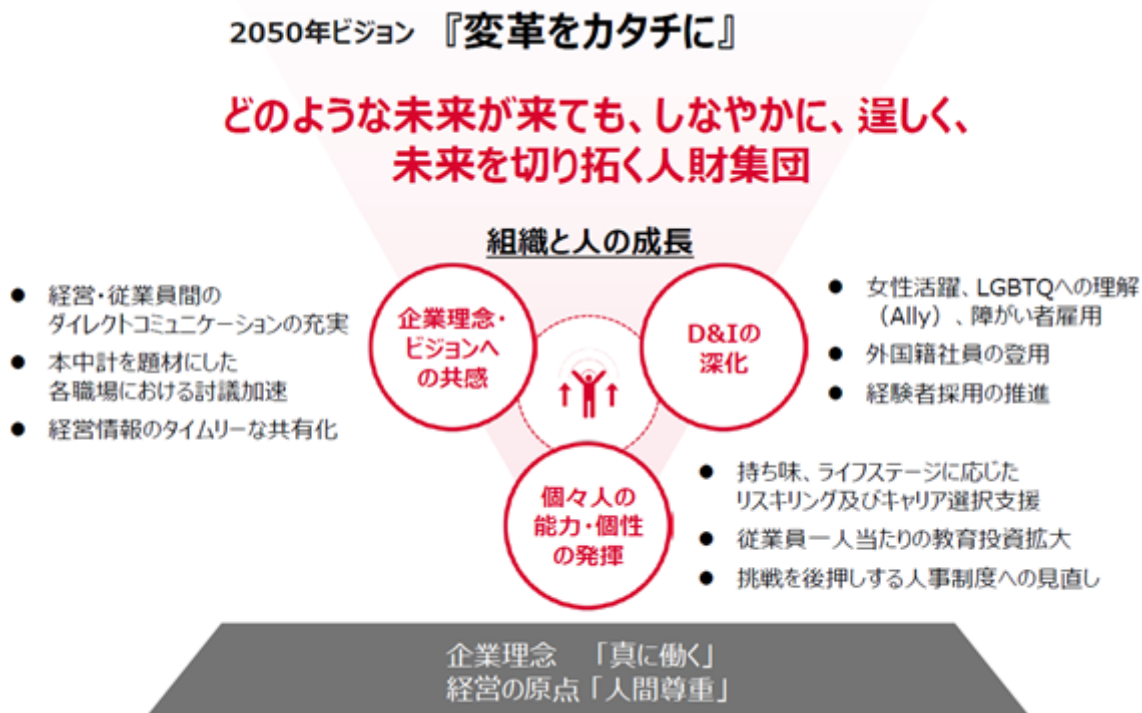 2050年ビジョン 『変革をカタチに』
どのような未来が来ても、しなやかに、逞しく、
未来を切り拓く人財集団
組織と人の成長
企業理念・
ビジョンへ
の共感
● 経営・従業員間の
ダイレクトコミュニケーションの充実
● 本中計を題材にした
各職場における討議加速
● 経営情報のタイムリーな共有化
D&Iの
深化
● 女性活躍、LGBTQへの理解
（Ally）、障がい者雇用
● 外国籍社員の登用
● 経験者採用の推進
個々人の
能力・個性
の発揮
● 持ち味、ライフステージに応じた
リスキリング及びキャリア選択支援
● 従業員一人当たりの教育投資拡大
● 挑戦を後押しする人事制度への見直し
企業理念 「真に働く」
経営の原点「人間尊重」